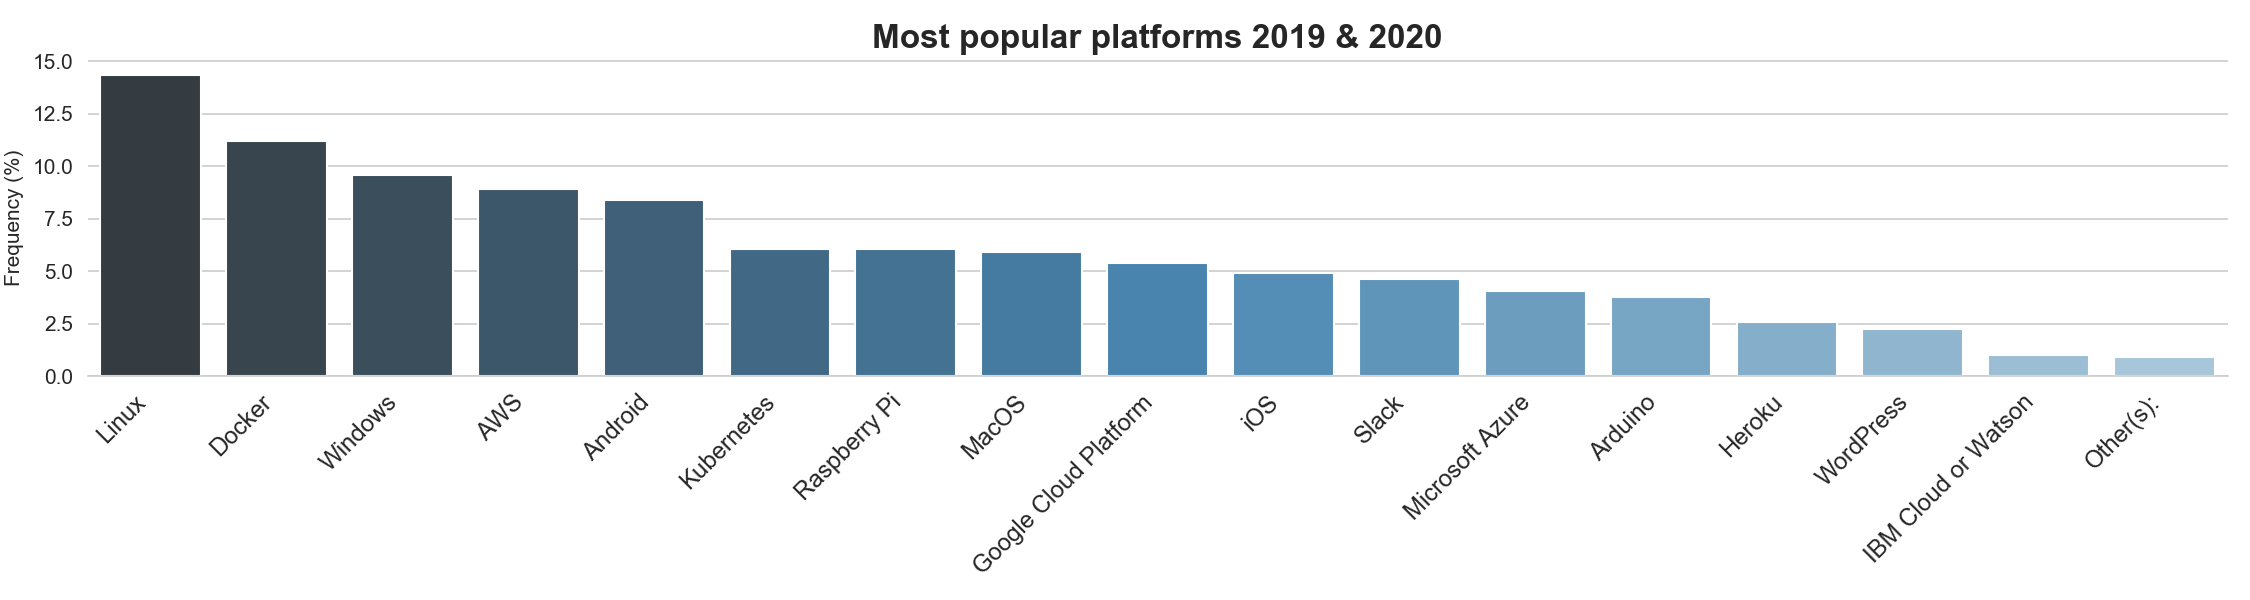 Most popular platforms 2019 & 2020
Frequency (%)
15.0
12.5
10.0
7.5
5.0
2.5
0.0
Linux
Docker
Windows
AWS
Android
Kubernetes
Raspberry Pi
MacOS
Google Cloud Platform
iOS
Slack
Microsoft Azure
Arduino
Heroku
WordPress
IBM Cloud or Watson
Other(s):